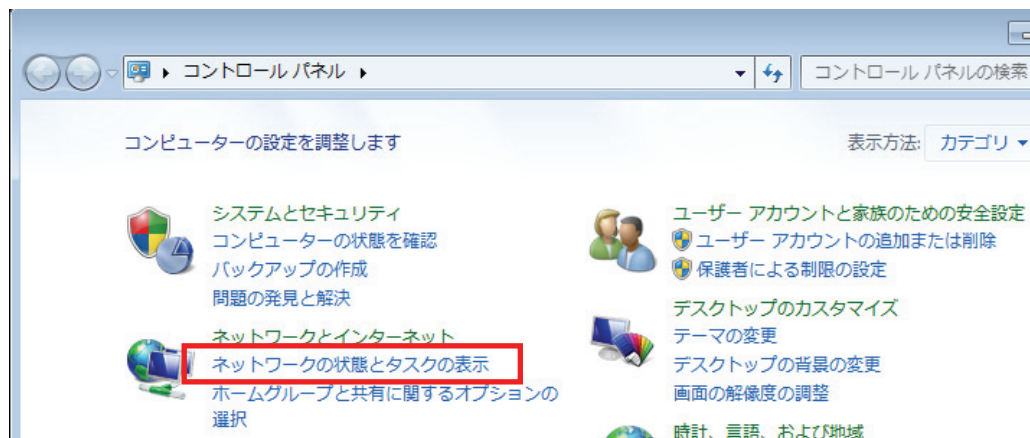 コントロール パネル
コントロール パネルの検索
コンピューターの設定を調整します
表示方法: カテゴリ
システムとセキュリティ
コンピューターの状態を確認
バックアップの作成
問題の発見と解決
ネットワークとインターネット
ネットワークの状態とタスクの表示
ホームグループと共有に関するオプションの
選択
ユーザー アカウントと家族のための安全設定
ユーザー アカウントの追加または削除
保護者による制限の設定
デスクトップのカスタマイズ
テーマの変更
デスクトップの背景の変更
画面の解像度の調整
時計、言語、および地域